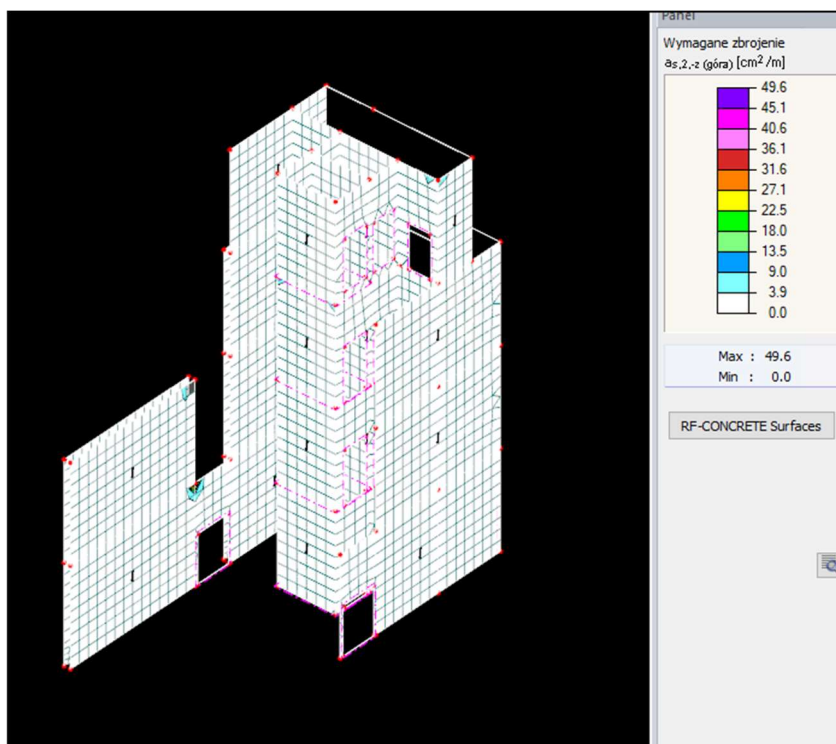 Panel
Wymagane zbrojenie
as,2,-z (góra) [cm²/m]
49.6
45.1
40.6
36.1
31.6
27.1
22.5
18.0
13.5
9.0
3.9
0.0
Max : 49.6
Min : 0.0
RF-CONCRETE Surfaces